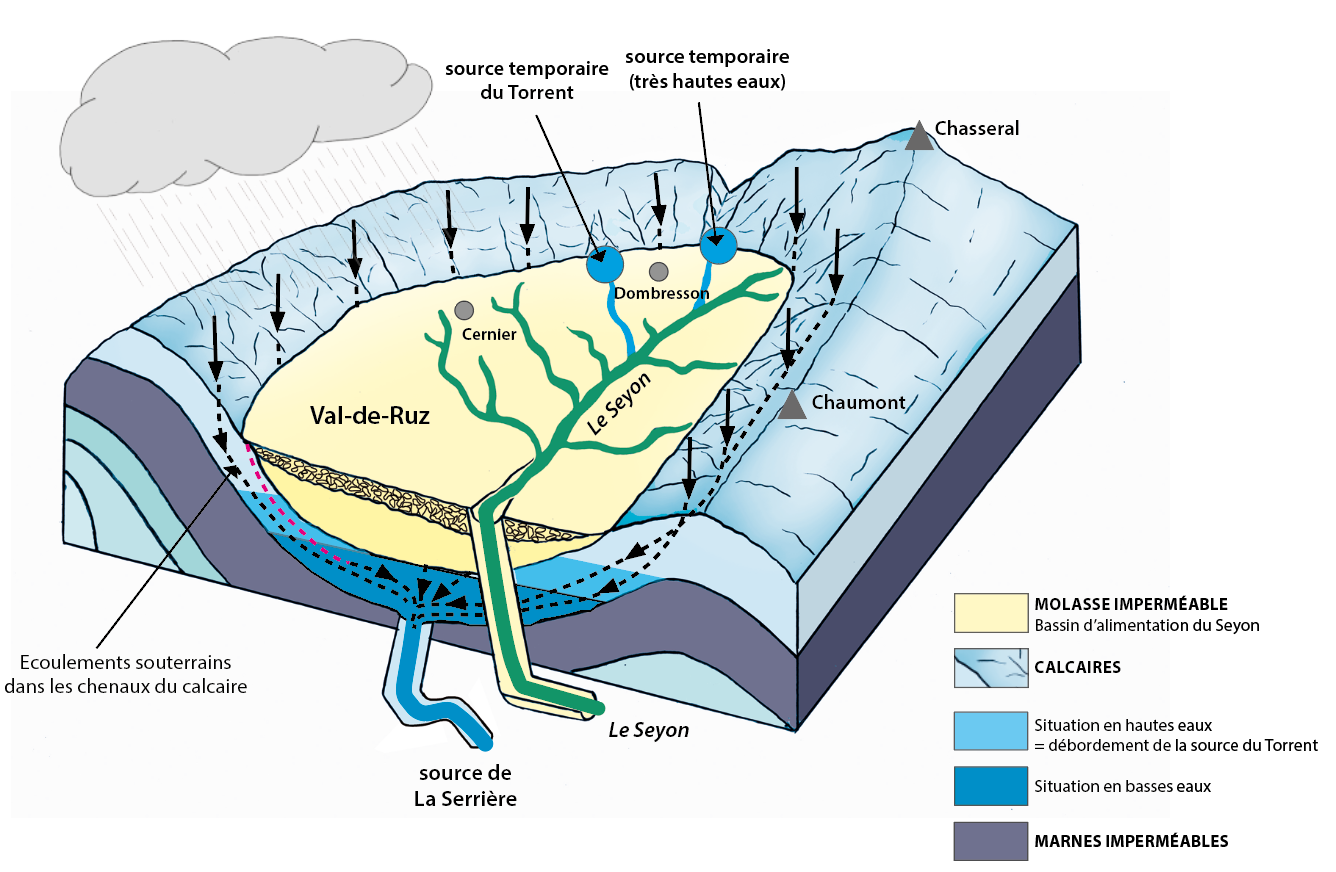 source temporaire
du Torrent
source temporaire
(très hautes eaux)
Chasseral
Dombresson
Cernier
Le Seyon
Val-de-Ruz
Chaumont
Ecoulements souterrains
dans les chenaux du calcaire
Le Seyon
source de
La Serrière
MOLASSE IMPERMÉABLE
Bassin d'alimentation du Seyon
CALCAIRES
Situation en hautes eaux
= débordement de la source du Torrent
Situation en basses eaux
MARNES IMPERMÉABLES